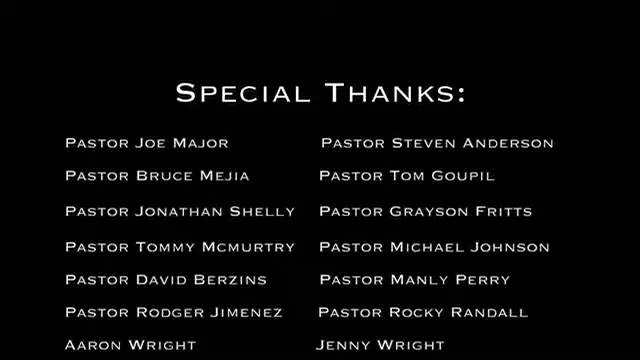 SPECIAL THANKS:
PASTOR JOE MAJOR PASTOR STEVEN ANDERSON
PASTOR BRUCE MEJIA PASTOR TOM GOUPIL
PASTOR JONATHAN SHELLY PASTOR GRAYSON FRITTS
PASTOR TOMMY MCMURTRY PASTOR MICHAEL JOHNSON
PASTOR DAVID BERZINS PASTOR MANLY PERRY
PASTOR RODGER JIMENEZ PASTOR ROCKY RANDALL
AARON WRIGHT JENNY WRIGHT